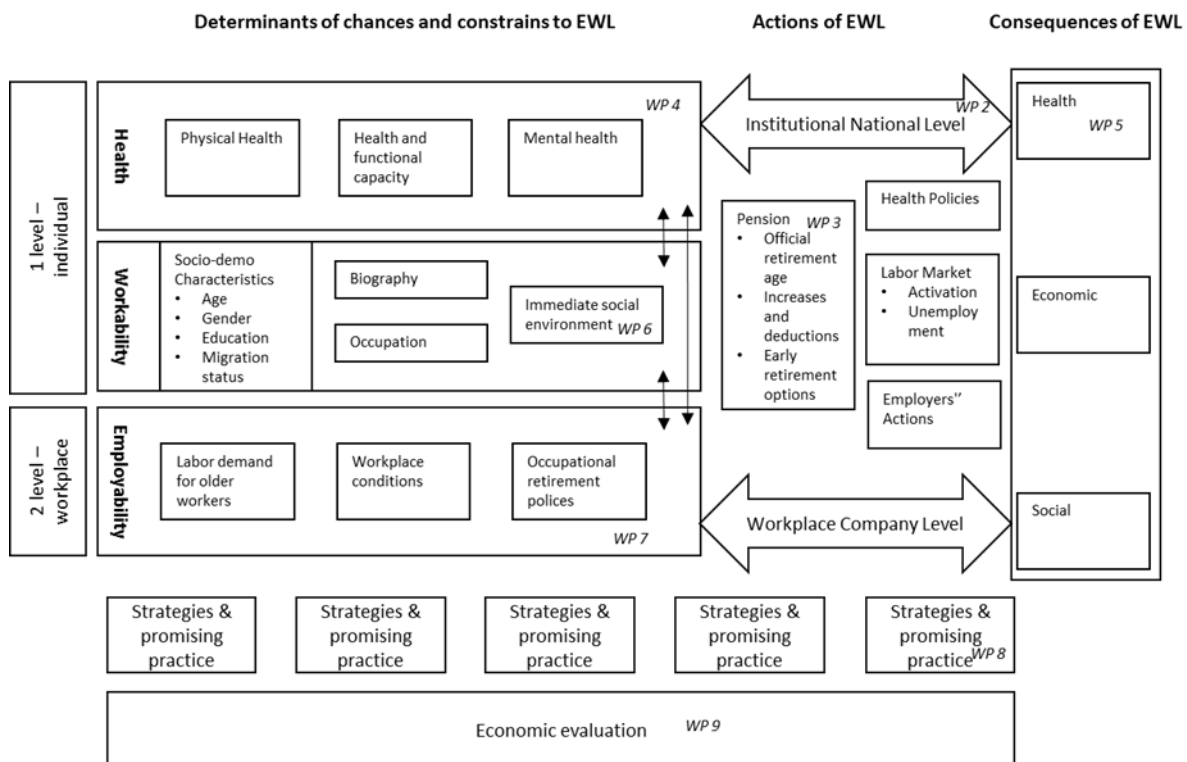 Determinants of chances and constrains to EWL
Actions of EWL
Consequences of EWL
1 level –
individual
Health
WP 4
Physical Health
Health and
functional
capacity
Mental health
Workability
Socio-demo
Characteristics
• Age
• Gender
• Education
• Migration
status
Biography
Occupation
Immediate social
environment
WP 6
2 level –
workplace
Employability
Labor demand
for older
workers
Workplace
conditions
Occupational
retirement
polices
WP 7
WP 2
Institutional National Level
Pension
WP 3
• Official
retirement
age
• Increases
and
deductions
• Early
retirement
options
Health Policies
Labor Market
• Activation
• Unemploy
ment
Employers''
Actions
Workplace Company Level
Health
WP 5
Economic
Social
Strategies &
promising
practice
Strategies &
promising
practice
Strategies &
promising
practice
Strategies &
promising
practice
Strategies &
promising
practice
WP 8
Economic evaluation
WP 9